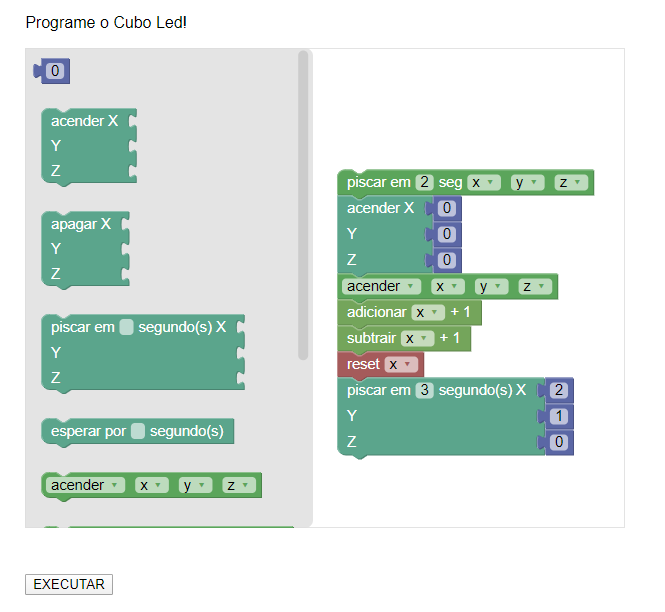 Programe o Cubo Led!
0
acender X
Y
Z
apagar X
Y
Z
piscar em segundo(s) X
Y
Z
esperar por segundo(s)
acender x y z
piscar em 2 seg x y z
acender X 0
Y 0
Z 0
acender x y z
adicionar x + 1
subtrair x + 1
reset x
piscar em 3 segundo(s) X 2
Y 1
Z 0
EXECUTAR